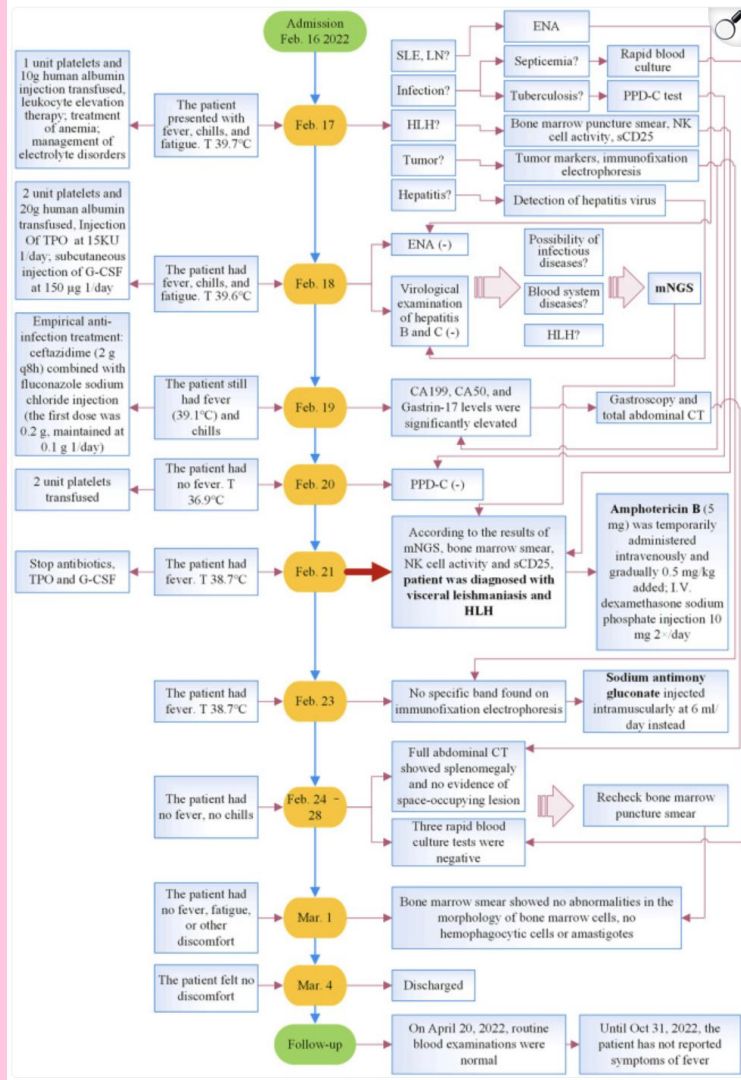 Admission
Feb. 16 2022
1 unit platelets and
10g human albumin
injection transfused,
leukocyte elevation
therapy; treatment
of anemia;
management of
electrolyte disorders
The patient
presented with
fever, chills, and
fatigue. T 39.7°C
Feb. 17
SLE, LN?
ENA
Infection?
Septicemia?
Rapid blood
culture
Tuberculosis?
PPD-C test
HLH?
Bone marrow puncture smear, NK
cell activity, sCD25
Tumor?
Tumor markers, immunofixation
electrophoresis
Hepatitis?
Detection of hepatitis virus
2 unit platelets and
20g human albumin
transfused, Injection
Of TPO at 15KU
1/day; subcutaneous
injection of G-CSF
at 150 μg 1/day
The patient had
fever, chills, and
fatigue. T 39.6°C
Feb. 18
ENA (-)
Virological
examination
of hepatitis
B and C (-)
Possibility of
infectious
diseases?
Blood system
diseases?
HLH?
mNGS
Empirical anti-
infection treatment:
ceftazidime (2 g
q8h) combined with
fluconazole sodium
chloride injection
(the first dose was
0.2 g, maintained at
0.1 g 1/day)
The patient still
had fever
(39.1°C) and
chills
Feb. 19
CA199, CA50, and
Gastrin-17 levels were
significantly elevated
Gastroscopy and
total abdominal CT
2 unit platelets
transfused
The patient had
no fever. T
36.9°C
Feb. 20
PPD-C (-)
Stop antibiotics,
TPO and G-CSF
The patient had
fever. T 38.7°C
Feb. 21
According to the results of
mNGS, bone marrow smear,
NK cell activity and sCD25,
patient was diagnosed with
visceral leishmaniasis and
HLH
Amphotericin B (5
mg) was temporarily
administered
intravenously and
gradually 0.5 mg/kg
added; I.V.
dexamethasone sodium
phosphate injection 10
mg 2×/day
The patient had
fever. T 38.7°C
Feb. 23
No specific band found on
immunofixation electrophoresis
Sodium antimony
gluconate injected
intramuscularly at 6 ml/
day instead
The patient had
no fever, no chills
Feb. 24 -
28
Full abdominal CT
showed splenomegaly
and no evidence of
space-occupying lesion
Three rapid blood
culture tests were
negative
Recheck bone marrow
puncture smear
The patient had
no fever, fatigue,
or other
discomfort
Mar. 1
Bone marrow smear showed no abnormalities in the
morphology of bone marrow cells, no
hemophagocytic cells or amastigotes
The patient felt no
discomfort
Mar. 4
Discharged
Follow-up
On April 20, 2022, routine
blood examinations were
normal
Until Oct 31, 2022, the
patient has not reported
symptoms of fever